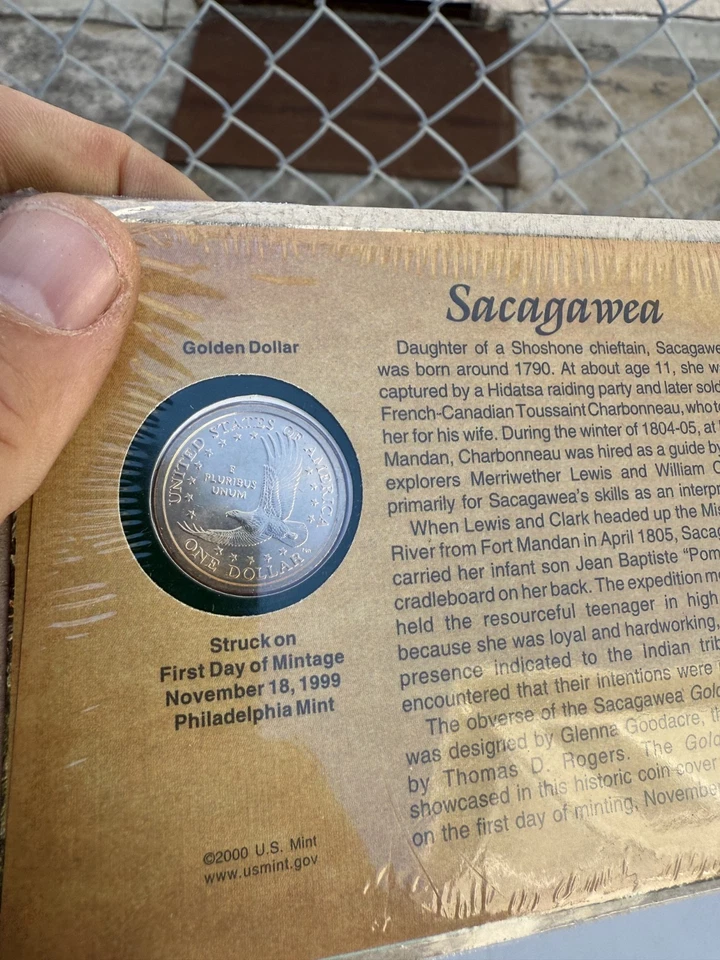 Sacagawea
Golden Dollar
UNITED STATES OF AMERICA
E
PLURIBUS
UNUM
ONE DOLLAR
Struck on
First Day of Mintage
November 18, 1999
Philadelphia Mint
©2000 U.S. Mint
www.usmint.gov
Daughter of a Shoshone chieftain, Sacagawe
was born around 1790. At about age 11, she w
captured by a Hidatsa raiding party and later sold
French-Canadian Toussaint Charbonneau, who to
her for his wife. During the winter of 1804-05, at
Mandan, Charbonneau was hired as a guide by
explorers Merriwether Lewis and William C
primarily for Sacagawea's skills as an interpr
When Lewis and Clark headed up the Mis
River from Fort Mandan in April 1805, Sacag
carried her infant son Jean Baptiste "Pom
cradleboard on her back. The expedition m
held the resourceful teenager in high
because she was loyal and hardworking,
presence indicated to the Indian trib
encountered that their intentions were
The obverse of the Sacagawea Gol
was designed by Glenna Goodacre, t
by Thomas D. Rogers. The Gol
showcased in this historic coin cover
on the first day of minting, November